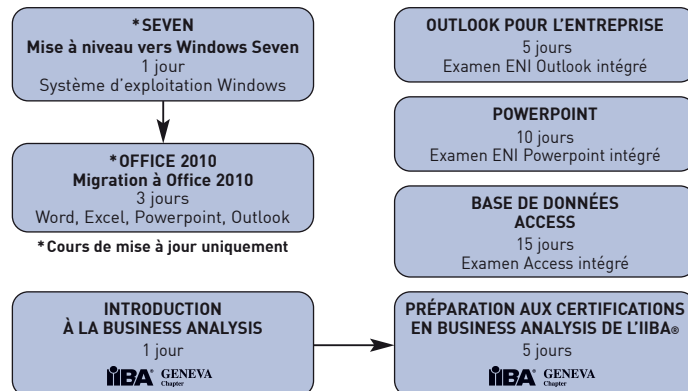 *SEVEN
Mise à niveau vers Windows Seven
1 jour
Système d'exploitation Windows
*OFFICE 2010
Migration à Office 2010
3 jours
Word, Excel, Powerpoint, Outlook
*Cours de mise à jour uniquement
INTRODUCTION
À LA BUSINESS ANALYSIS
1 jour
IIBA® GENEVA
Chapter
OUTLOOK POUR L'ENTREPRISE
5 jours
Examen ENI Outlook intégré
POWERPOINT
10 jours
Examen ENI Powerpoint intégré
BASE DE DONNÉES
ACCESS
15 jours
Examen Access intégré
PRÉPARATION AUX CERTIFICATIONS
EN BUSINESS ANALYSIS DE L'IIBA®
5 jours
IIBA® GENEVA
Chapter